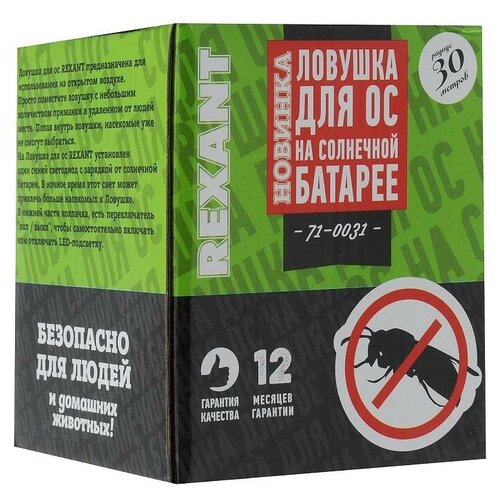 Ловушка для ос REXANT предназначена для
использования на открытом воздухе.
Просто поместите ловушку с небольшим
количеством приманки в удаленном от людей
месте. Попав внутрь ловушки, насекомые уже
не смогут выбраться.
На Ловушке для ос REXANT установлен
один синий светодиод с зарядкой от солнечной
батареи. В ночное время этот свет может
привлечь больше насекомых к Ловушке.
В нижней части колпачка, есть переключатель
"вкл / выкл", чтобы самостоятельно включать
или отключать LED-подсветку.
БЕЗОПАСНО
ДЛЯ ЛЮДЕЙ
и домашних
животных!
REXANT
НОВИНКА
ЛОВУШКА
ДЛЯ ОС
НА СОЛНЕЧНОЙ
БАТАРЕЕ
- 71-0031 -
радиус
30
метров
ГАРАНТИЯ
КАЧЕСТВА
12
МЕСЯЦЕВ
ГАРАНТИИ